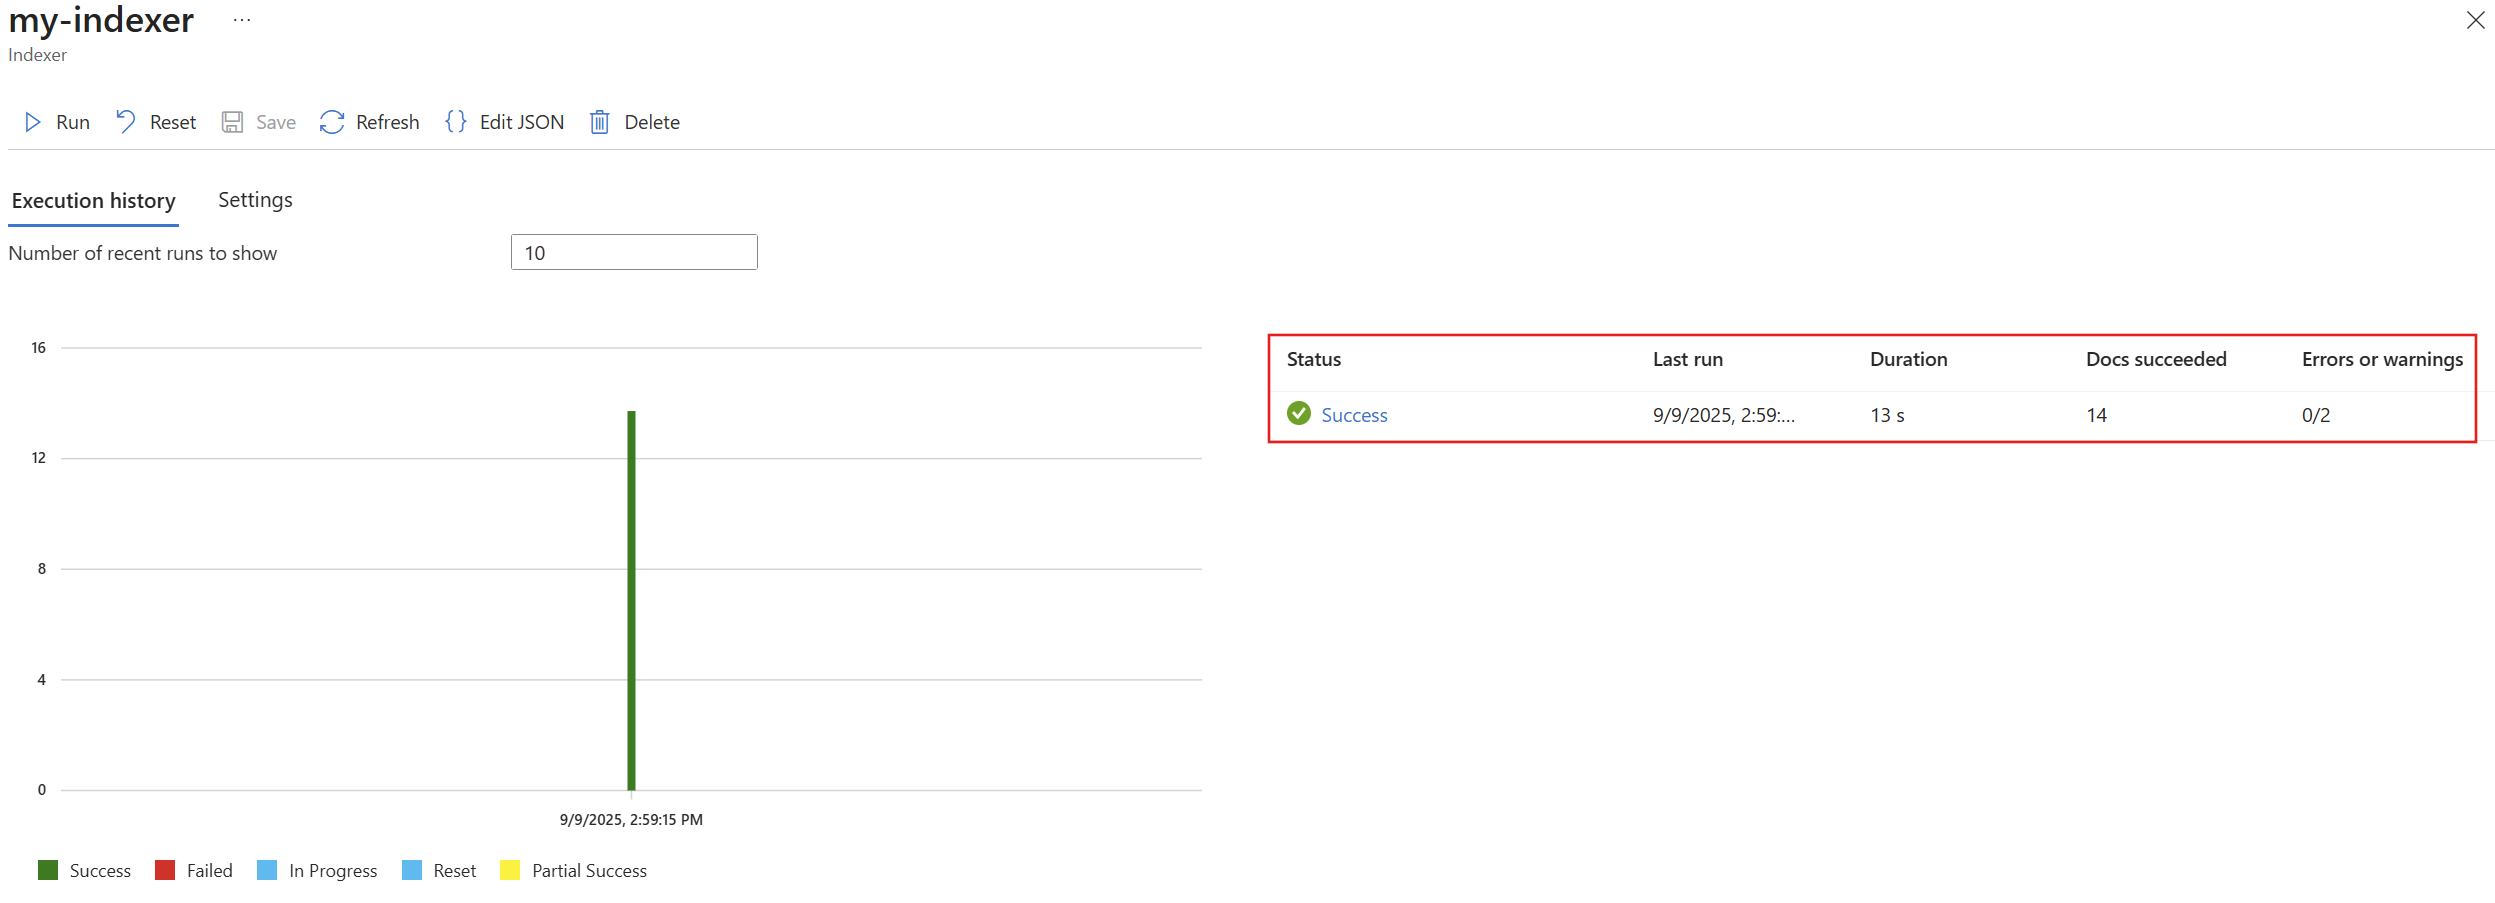 my-indexer ...
Indexer
Run Reset Save Refresh Edit JSON Delete
Execution history Settings
Number of recent runs to show 10
16
12
8
4
0
9/9/2025, 2:59:15 PM
Success Failed In Progress Reset Partial Success
Status Last run Duration Docs succeeded Errors or warnings
Success 9/9/2025, 2:59:... 13 s 14 0/2